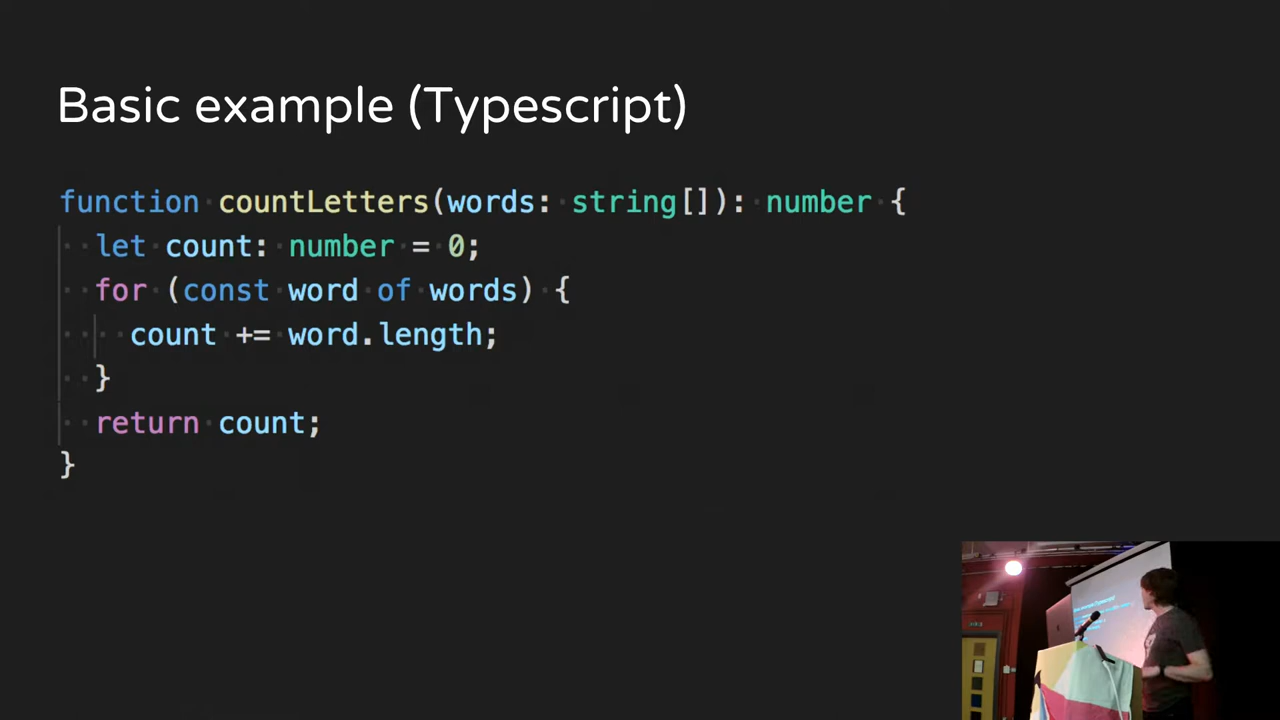 Basic example (Typescript)
function countLetters(words: string[]): number {
let count: number = 0;
for (const word of words) {
count += word.length;
}
return count;
}